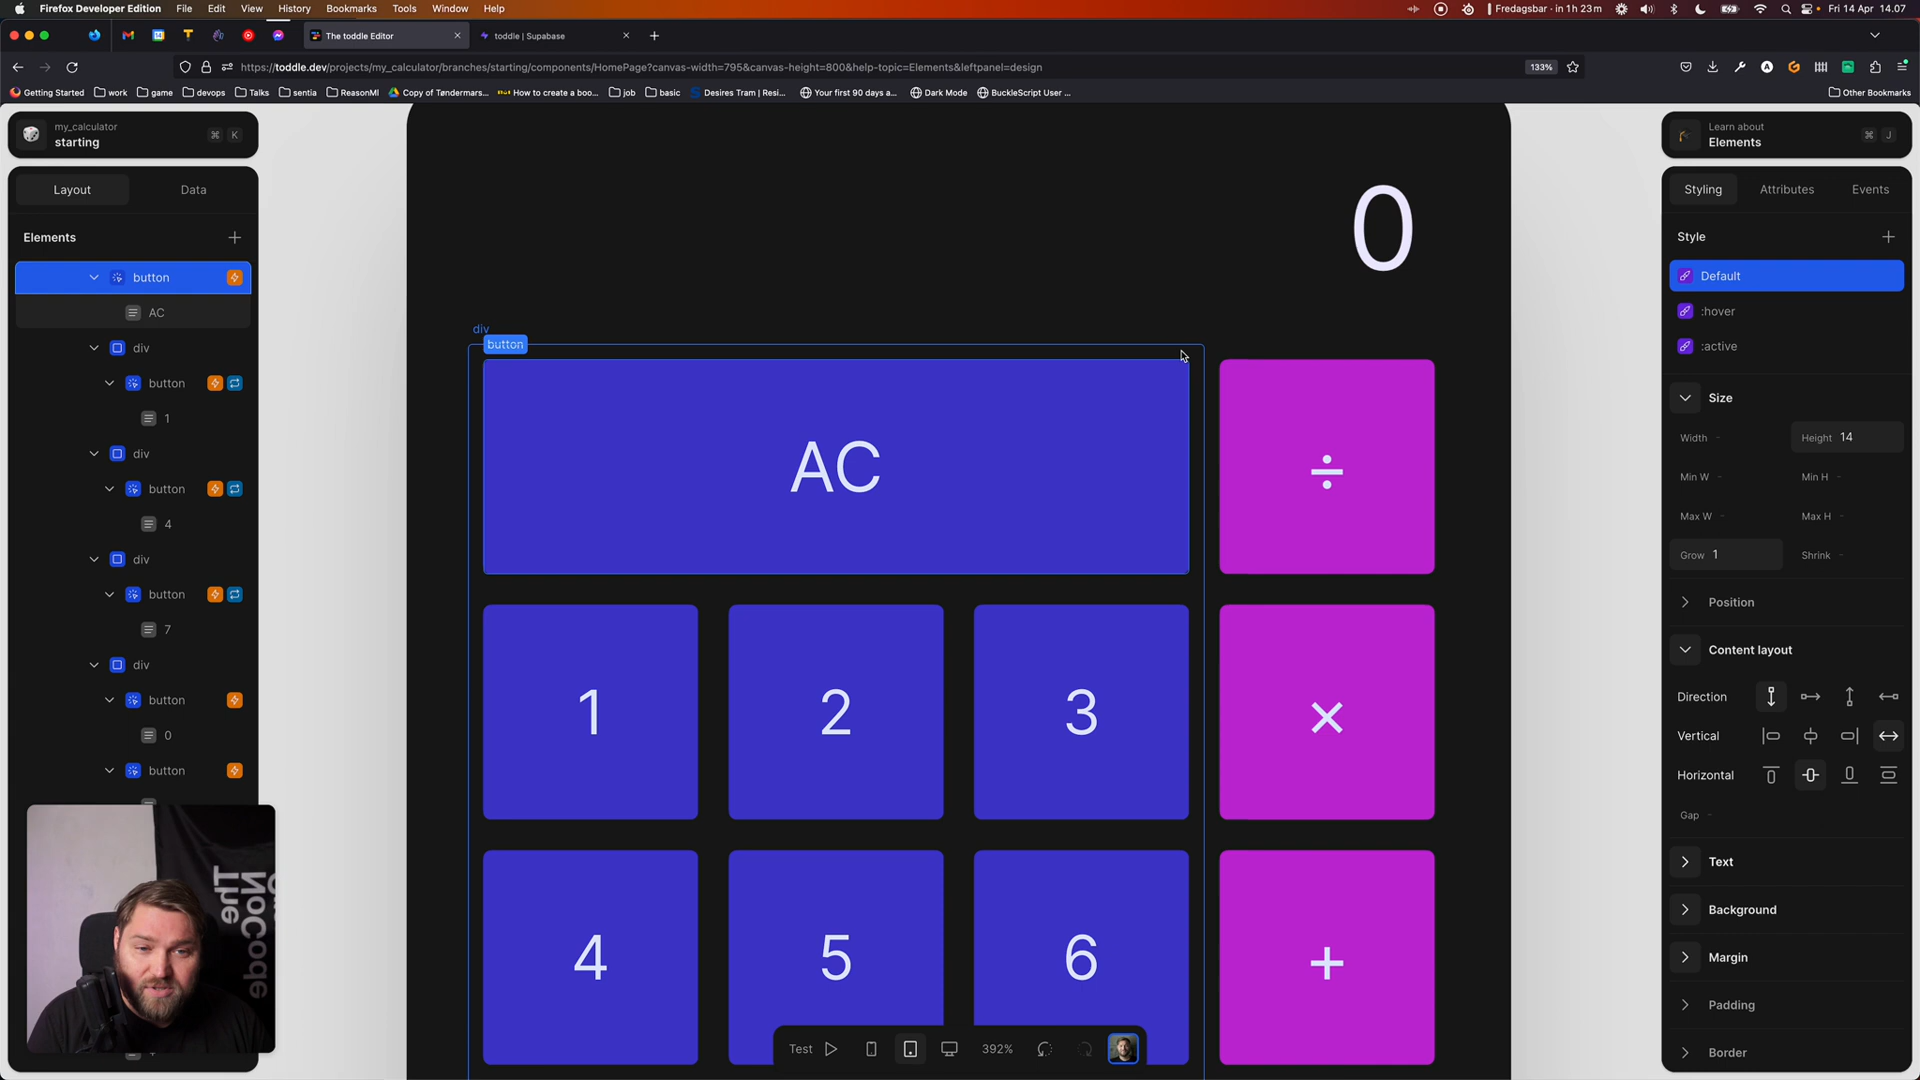 Firefox Developer Edition File Edit View History Bookmarks Tools Window Help
Fredagsbar · in 1 h 23 m Fri 14 Apr 14.07
The toddle Editor
toddle | Supabase
https://toddle.dev/projects/my_calculator/branches/starting/components/HomePage?canvas-width=795&canvas-height=800&help-topic=Elements&leftpanel=design
133%
Getting Started work game devops Talks sentia ReasonMl Copy of Tøndermars... How to create a boo... job basic Desires Tram | Resi... Your first 90 days a... Dark Mode BuckleScript User ... Other Bookmarks
my_calculator
starting
⌘ K
Layout Data
Elements
button
AC
div
button
1
div
button
4
div
button
7
div
button
0
button
The
NoCode
0
div
button
AC
÷
1 2 3 ×
4 5 6 +
Test 392%
Learn about
Elements
⌘ J
Styling Attributes Events
Style
Default
:hover
:active
Size
Width - Height 14
Min W - Min H -
Max W - Max H -
Grow 1 Shrink -
Position
Content layout
Direction
Vertical
Horizontal
Gap -
Text
Background
Margin
Padding
Border